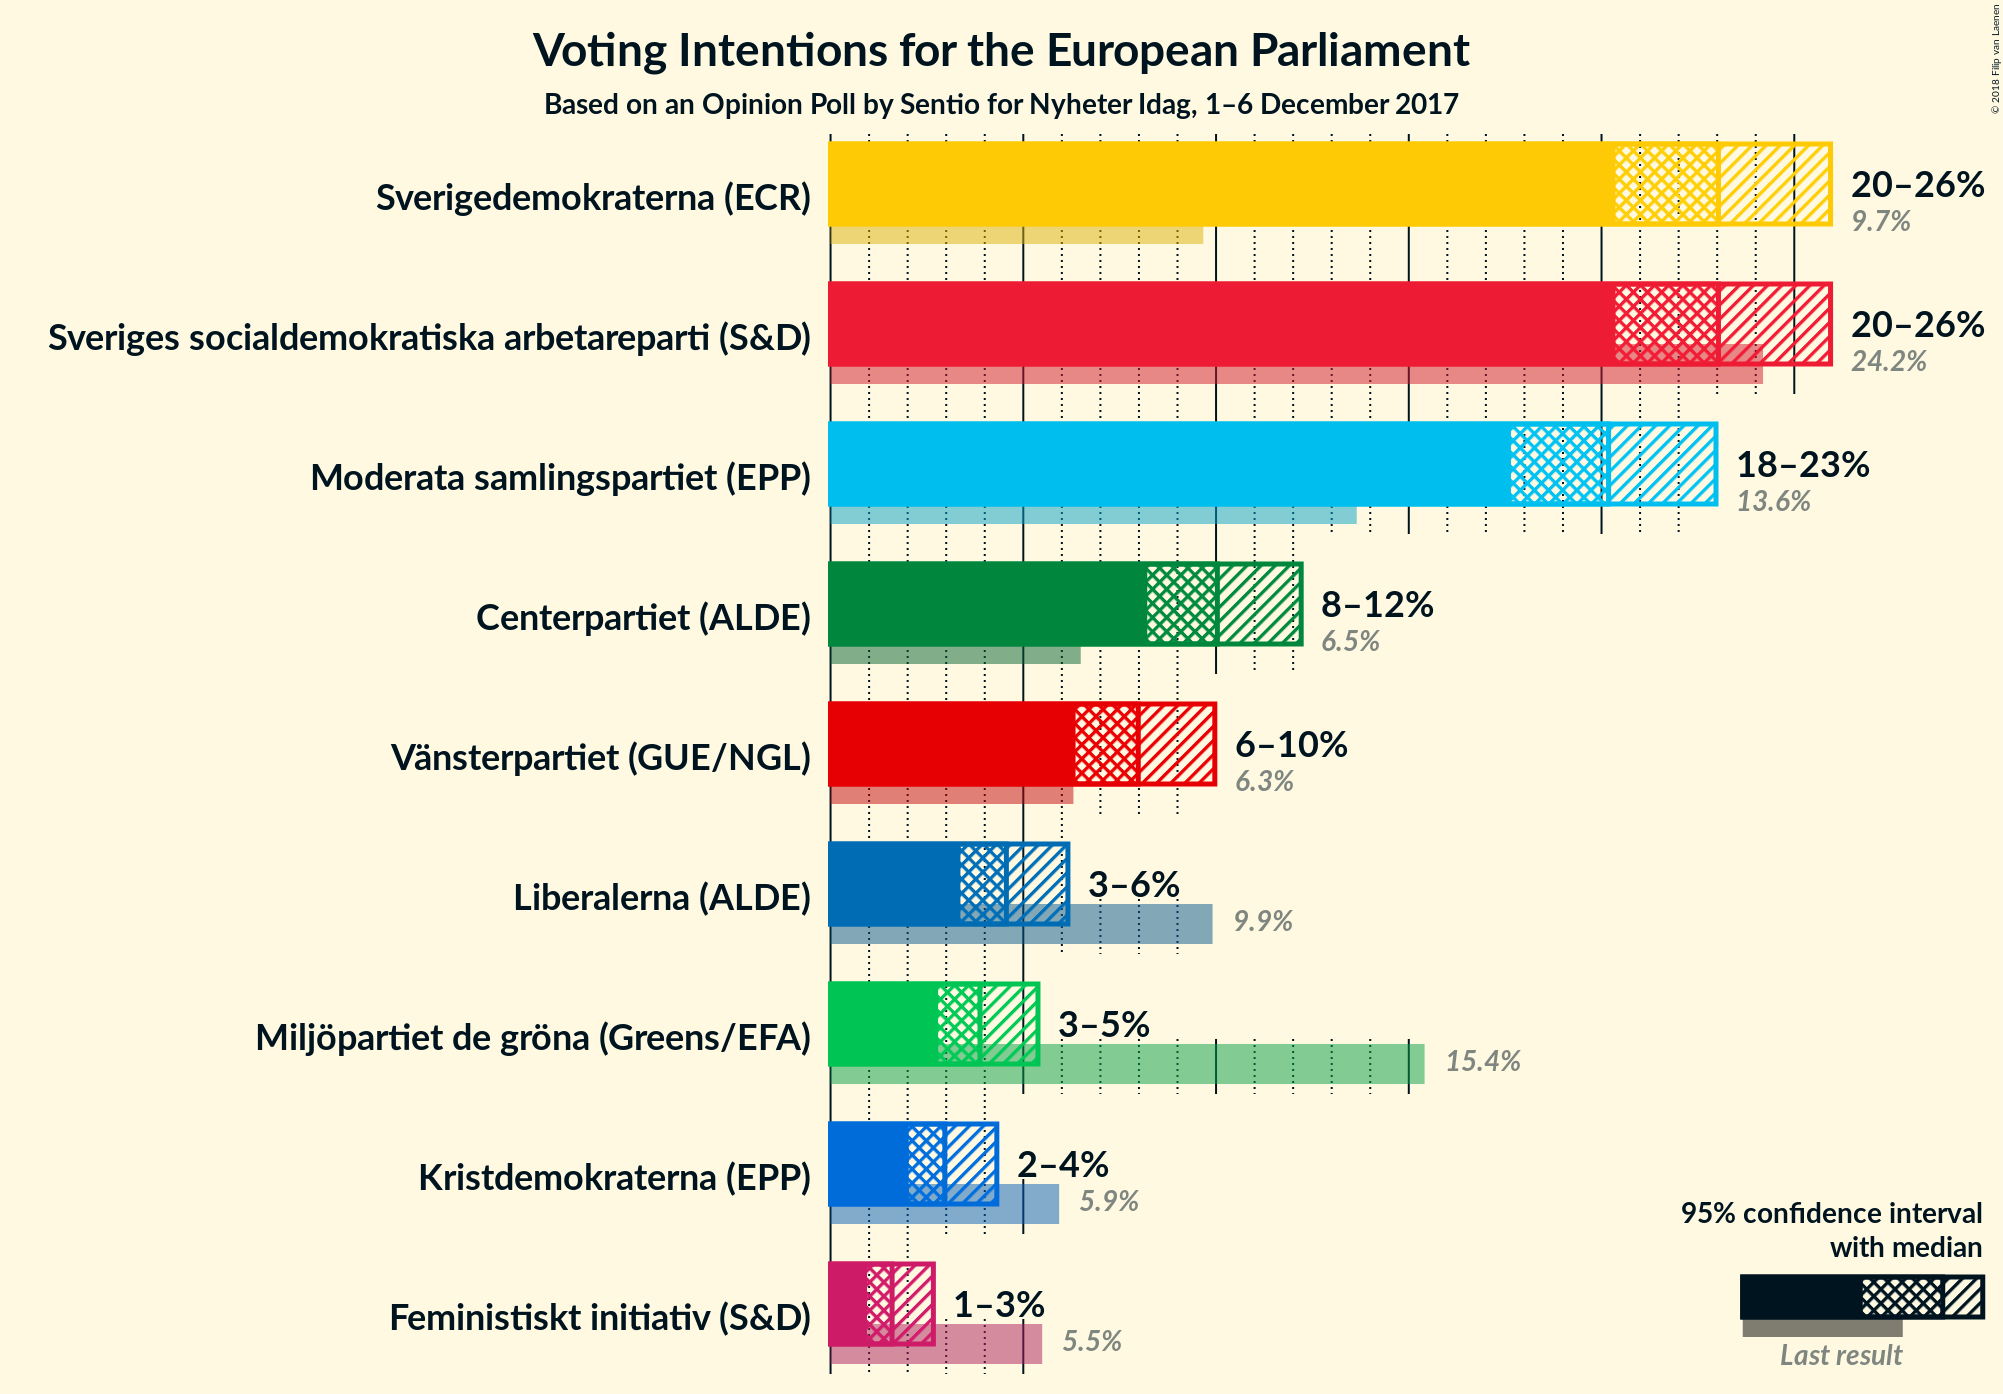 Voting Intentions for the European Parliament
Based on an Opinion Poll by Sentio for Nyheter Idag, 1–6 December 2017
© 2018 Filip van Laenen
Sverigedemokraterna (ECR)
20–26%
9.7%
Sveriges socialdemokratiska arbetareparti (S&D)
20–26%
24.2%
Moderata samlingspartiet (EPP)
18–23%
13.6%
Centerpartiet (ALDE)
8–12%
6.5%
Vänsterpartiet (GUE/NGL)
6–10%
6.3%
Liberalerna (ALDE)
3–6%
9.9%
Miljöpartiet de gröna (Greens/EFA)
3–5%
15.4%
Kristdemokraterna (EPP)
2–4%
5.9%
Feministiskt initiativ (S&D)
1–3%
5.5%
95% confidence interval
with median
Last result